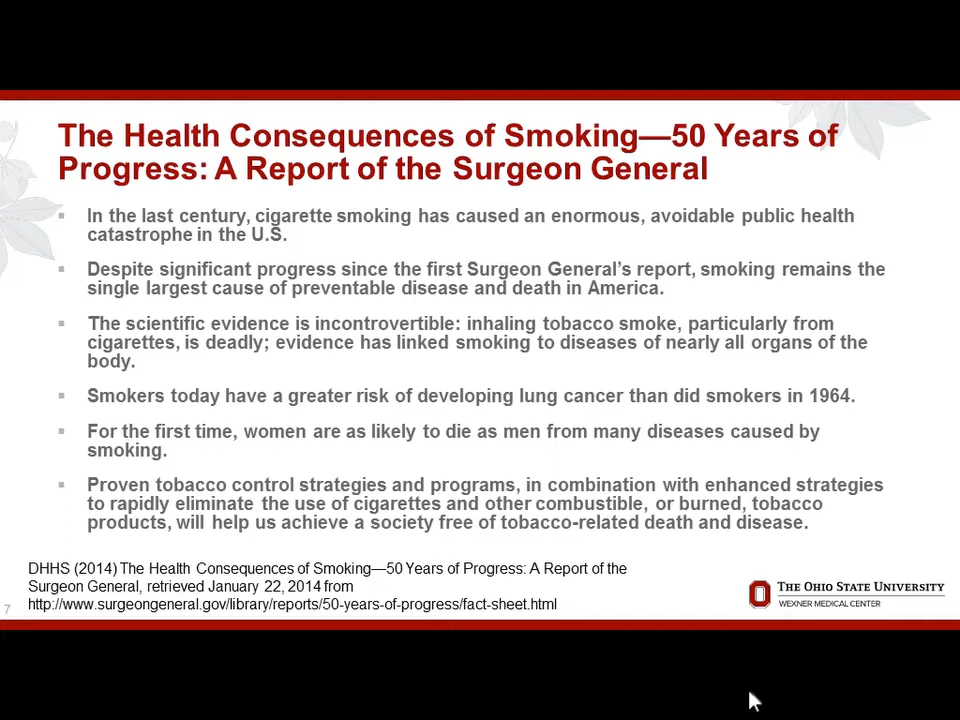 The Health Consequences of Smoking—50 Years of
Progress: A Report of the Surgeon General
▪ In the last century, cigarette smoking has caused an enormous, avoidable public health
catastrophe in the U.S.
▪ Despite significant progress since the first Surgeon General's report, smoking remains the
single largest cause of preventable disease and death in America.
▪ The scientific evidence is incontrovertible: inhaling tobacco smoke, particularly from
cigarettes, is deadly; evidence has linked smoking to diseases of nearly all organs of the
body.
▪ Smokers today have a greater risk of developing lung cancer than did smokers in 1964.
▪ For the first time, women are as likely to die as men from many diseases caused by
smoking.
▪ Proven tobacco control strategies and programs, in combination with enhanced strategies
to rapidly eliminate the use of cigarettes and other combustible, or burned, tobacco
products, will help us achieve a society free of tobacco-related death and disease.
DHHS (2014) The Health Consequences of Smoking—50 Years of Progress: A Report of the
Surgeon General, retrieved January 22, 2014 from
http://www.surgeongeneral.gov/library/reports/50-years-of-progress/fact-sheet.html
7
THE OHIO STATE UNIVERSITY
WEXNER MEDICAL CENTER